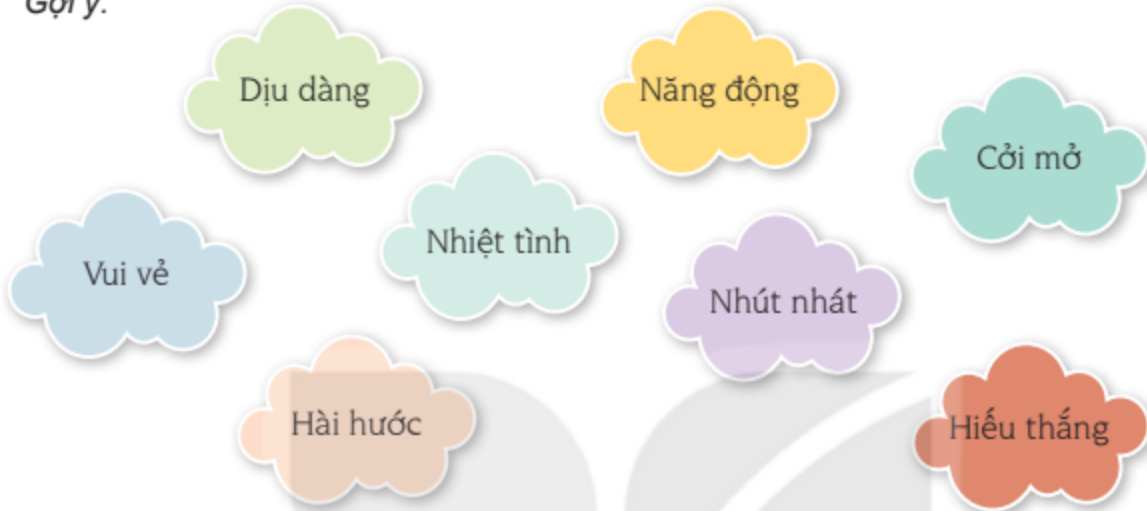 Gợi ý:
Dịu dàng
Năng động
Cởi mở
Nhiệt tình
Vui vẻ
Nhút nhát
Hài hước
Hiếu thắng